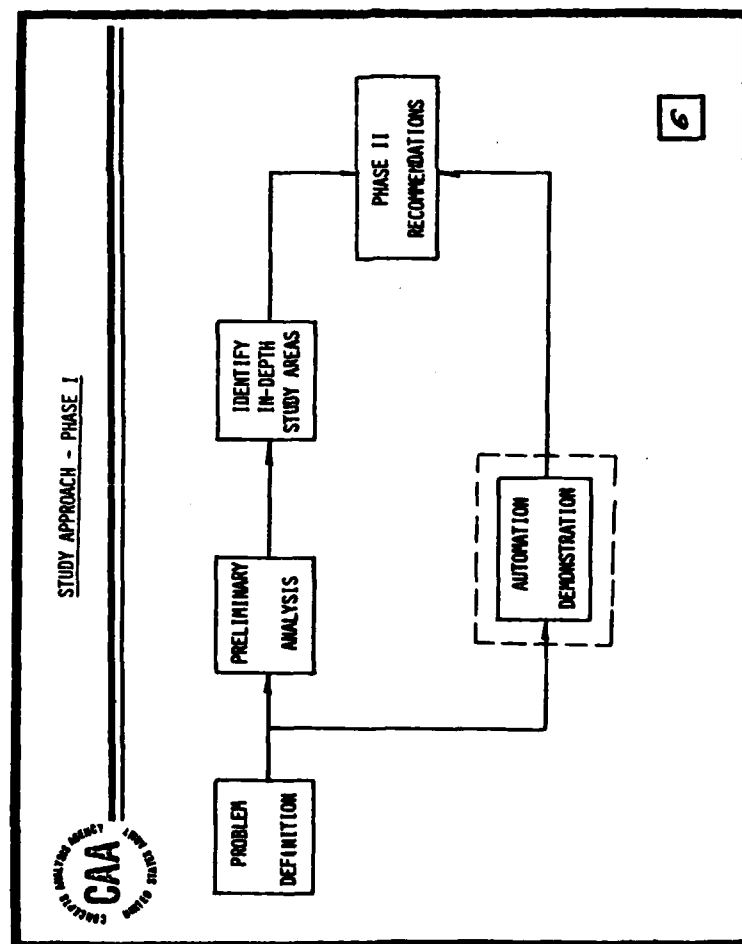 CONCEPTS ANALYSIS AGENCY
CAA
UNITED STATES ARMY
STUDY APPROACH - PHASE I
PROBLEM
DEFINITION
PRELIMINARY
ANALYSIS
IDENTIFY
IN-DEPTH
STUDY AREAS
PHASE II
RECOMMENDATIONS
AUTOMATION
DEMONSTRATION